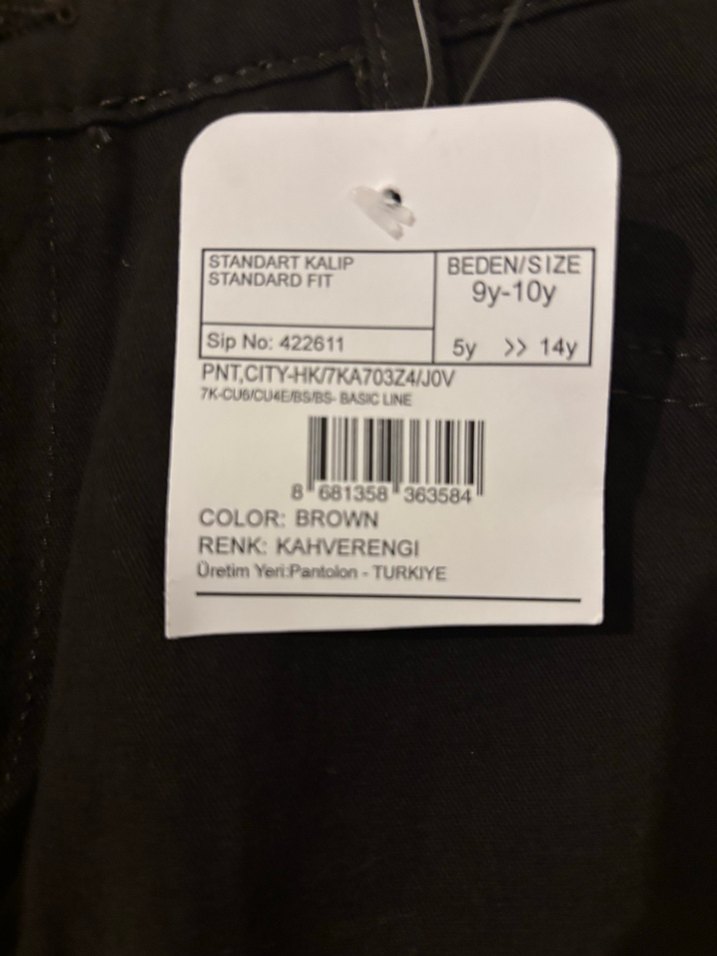 STANDART KALIP
STANDARD FIT
BEDEN/SIZE
9y-10y
Sip No: 422611
5y >> 14y
PNT,CITY-HK/7KA703Z4/J0V
7K-CU6/CU4E/BS/BS- BASIC LINE
8 681358 363584
COLOR: BROWN
RENK: KAHVERENGI
Üretim Yeri:Pantolon - TURKIYE